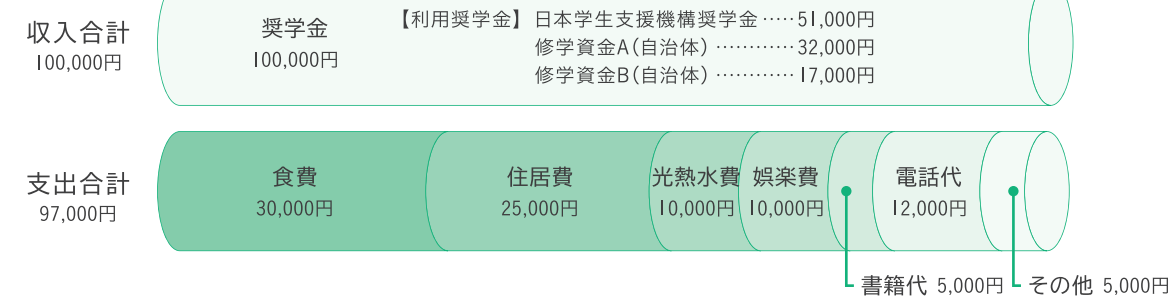 収入合計
100,000円
奨学金
100,000円
【利用奨学金】日本学生支援機構奨学金‥‥‥51,000円
修学資金A(自治体)‥‥‥‥‥‥32,000円
修学資金B(自治体)‥‥‥‥‥‥17,000円
支出合計
97,000円
食費
30,000円
住居費
25,000円
光熱水費
10,000円
娯楽費
10,000円
電話代
12,000円
書籍代 5,000円
その他 5,000円